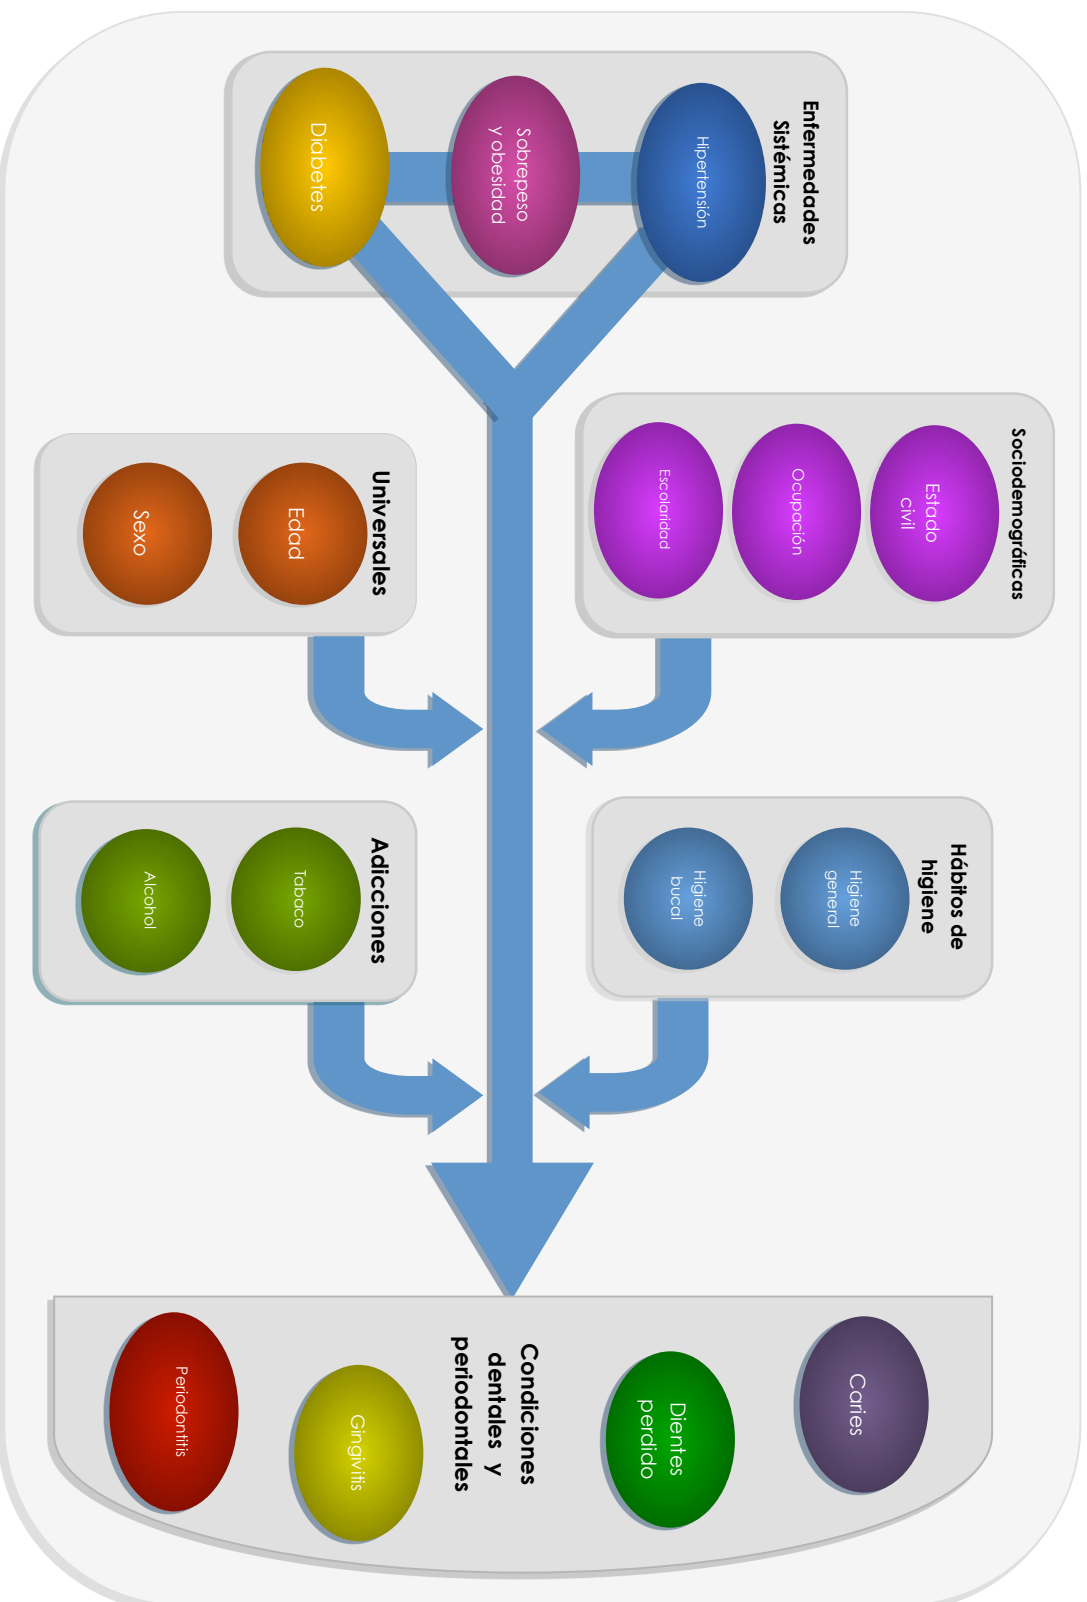 Enfermedades
Sistémicas
Hipertensión
Sobrepeso
y obesidad
Diabetes
Sociodemográficas
Estado
civil
Ocupación
Escolaridad
Universales
Edad
Sexo
Hábitos de
higiene
Higiene
general
Higiene
bucal
Adicciones
Tabaco
Alcohol
Condiciones
dentales y
periodontales
Caries
Dientes
perdido
Gingivitis
Periodontitis